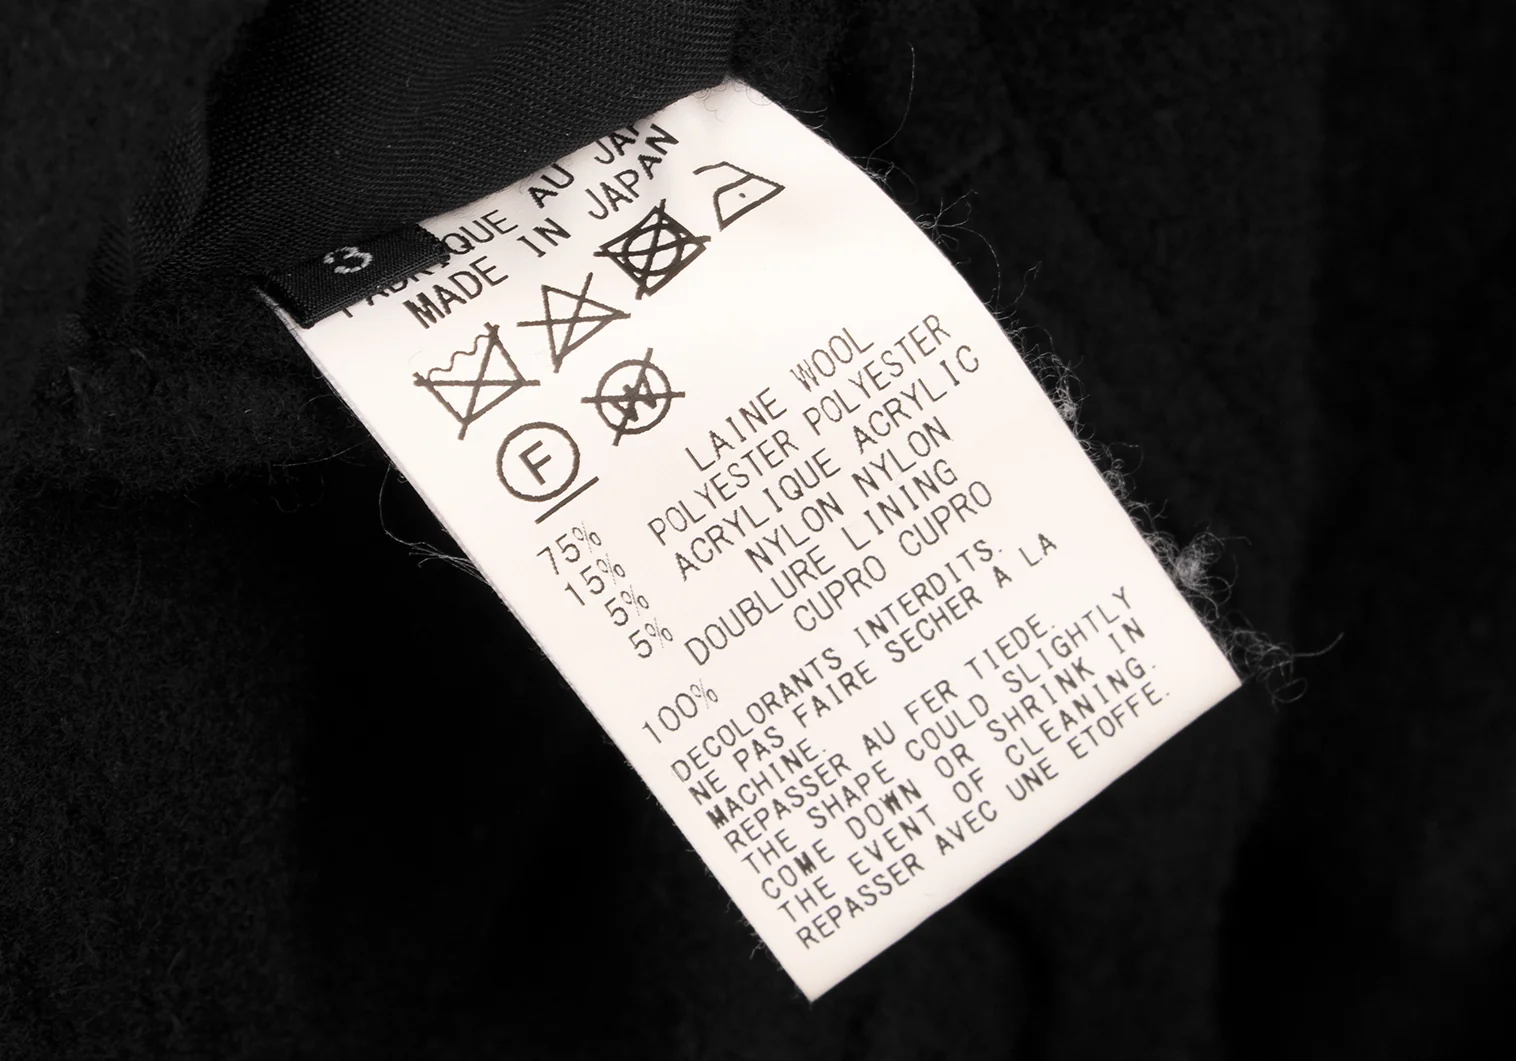 3
FABRIQUE AU JAP
MADE IN JAPAN
W
F
75% LAINE WOOL
15% POLYESTER POLYESTER
5% ACRYLIQUE ACRYLIC
5% NYLON NYLON
DOUBLURE LINING
100% CUPRO CUPRO
DECOLORANTS INTERDITS.
NE PAS FAIRE SECHER A LA
MACHINE.
REPASSER AU FER TIEDE.
THE SHAPE COULD SLIGHTLY
COME DOWN OR SHRINK IN
THE EVENT OF CLEANING.
REPASSER AVEC UNE ETOFFE.